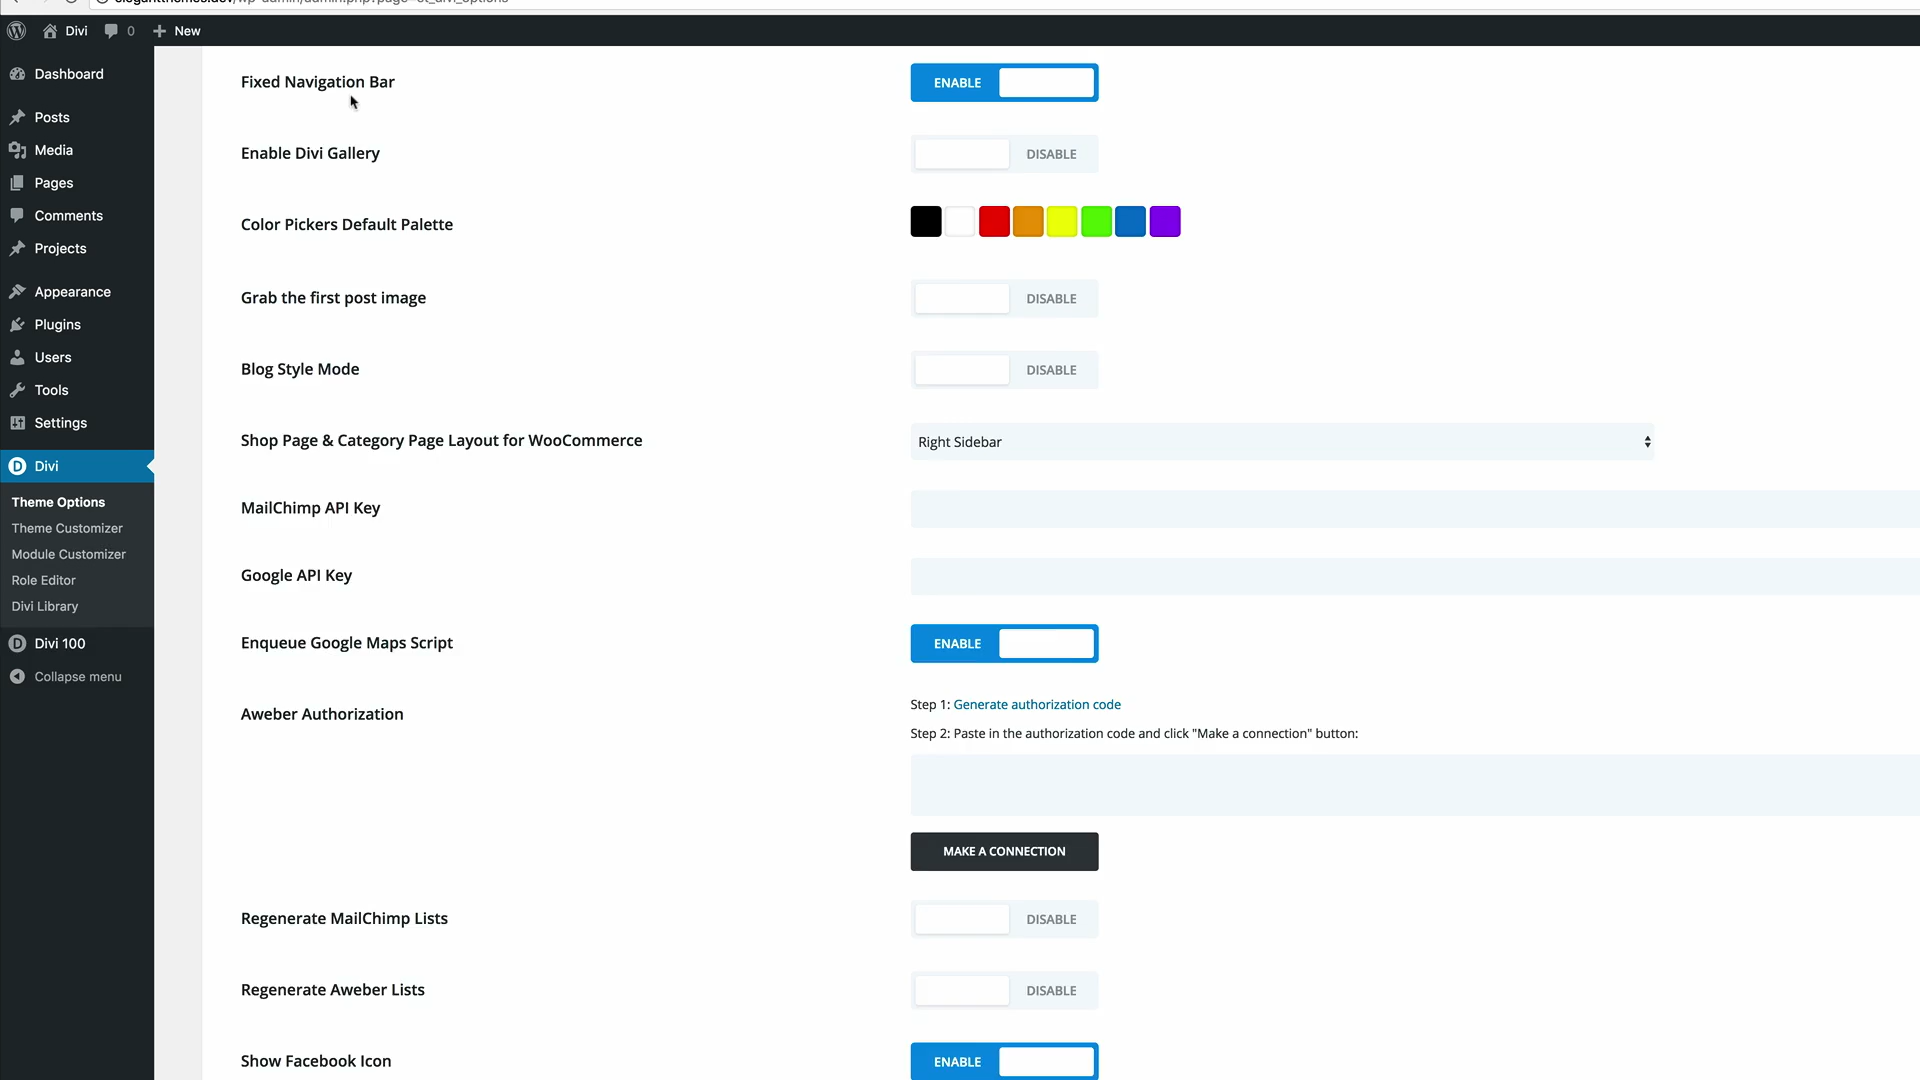 Divi
0
New
Dashboard
Posts
Media
Pages
Comments
Projects
Appearance
Plugins
Users
Tools
Settings
Divi
Theme Options
Theme Customizer
Module Customizer
Role Editor
Divi Library
Divi 100
Collapse menu
Fixed Navigation Bar
ENABLE
Enable Divi Gallery
DISABLE
Color Pickers Default Palette
Grab the first post image
DISABLE
Blog Style Mode
DISABLE
Shop Page & Category Page Layout for WooCommerce
Right Sidebar
MailChimp API Key
Google API Key
Enqueue Google Maps Script
ENABLE
Aweber Authorization
Step 1: Generate authorization code
Step 2: Paste in the authorization code and click "Make a connection" button:
MAKE A CONNECTION
Regenerate MailChimp Lists
DISABLE
Regenerate Aweber Lists
DISABLE
Show Facebook Icon
ENABLE